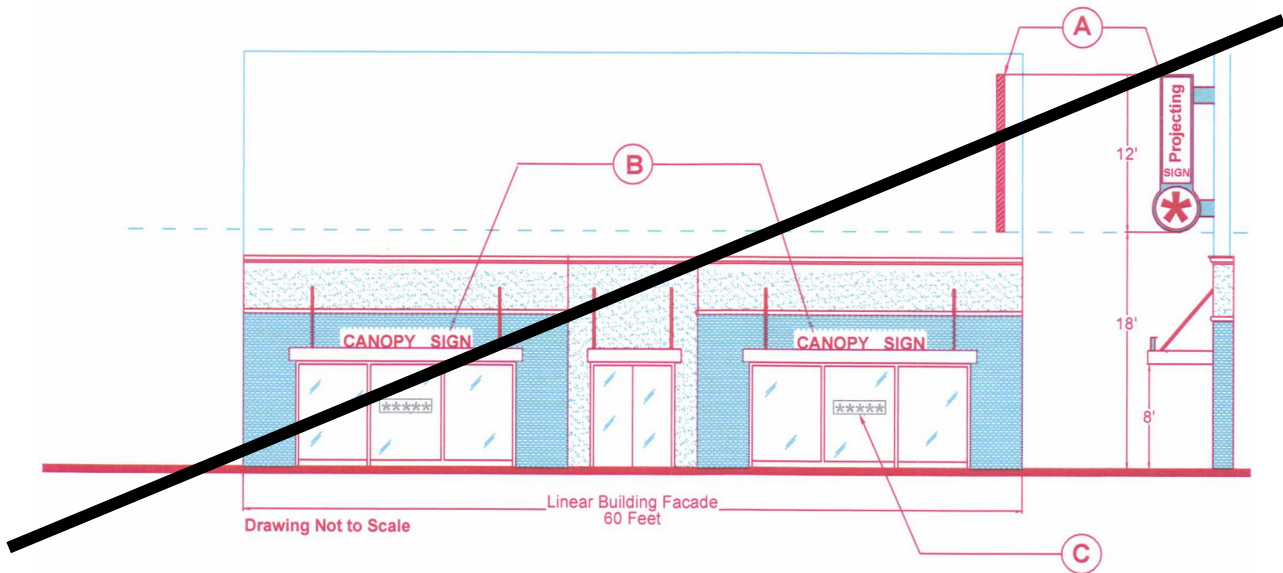 A
12'
Projecting
SIGN
*
B
18'
CANOPY SIGN
CANOPY SIGN
8'
*****
*****
Linear Building Facade
60 Feet
Drawing Not to Scale
C